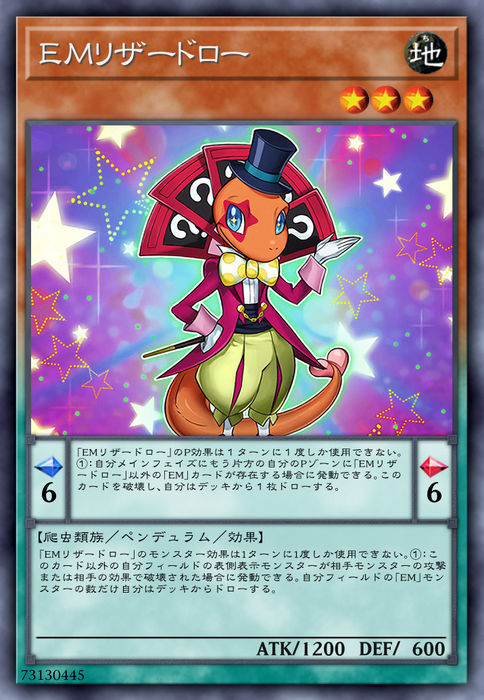 EMリザードロー
ち
地
「EMリザードロー」のP効果は1ターンに1度しか使用できない。
①：自分メインフェイズにもう片方の自分のPゾーンに「EMリザ
ードロー」以外の「EM」カードが存在する場合に発動できる。この
カードを破壊し、自分はデッキから1枚ドローする。
6
6
【爬虫類族／ペンデュラム／効果】
「EMリザードロー」のモンスター効果は1ターンに1度しか使用できない。①：こ
のカード以外の自分フィールドの表側表示モンスターが相手モンスターの攻撃
または相手の効果で破壊された場合に発動できる。自分フィールドの「EM」モン
スターの数だけ自分はデッキからドローする。
ATK/1200 DEF/ 600
73130445